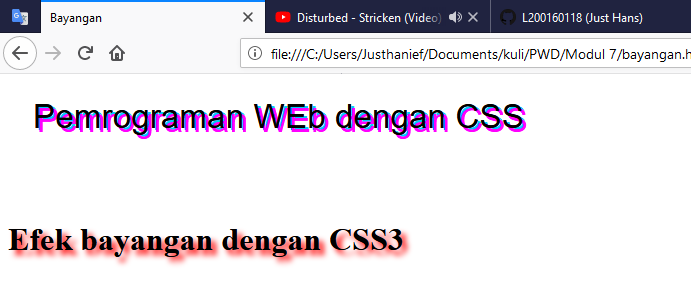 Bayangan
Disturbed - Stricken (Video)
L200160118 (Just Hans)
file:///C:/Users/Justhanief/Documents/kuli/PWD/Modul 7/bayangan.h
Pemrograman WEb dengan CSS
Efek bayangan dengan CSS3